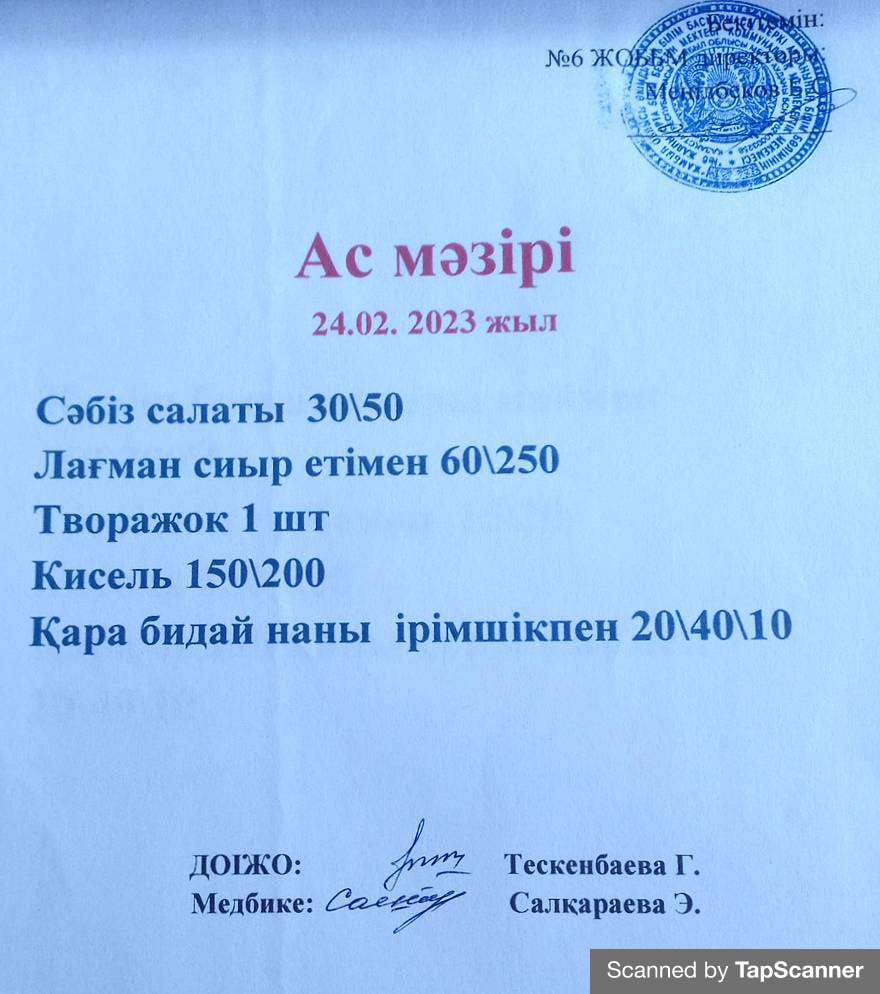 Бекітемін:
№6 ЖОББМ директоры:
Ас мәзірі
24.02. 2023 жыл
Сәбіз салаты 30\50
Лағман сиыр етімен 60\250
Творажок 1 шт
Кисель 150\200
Қара бидай наны ірімшікпен 20\40\10
ДОІЖО: Тескенбаева Г.
Медбике: Салқараева Э.
Scanned by TapScanner